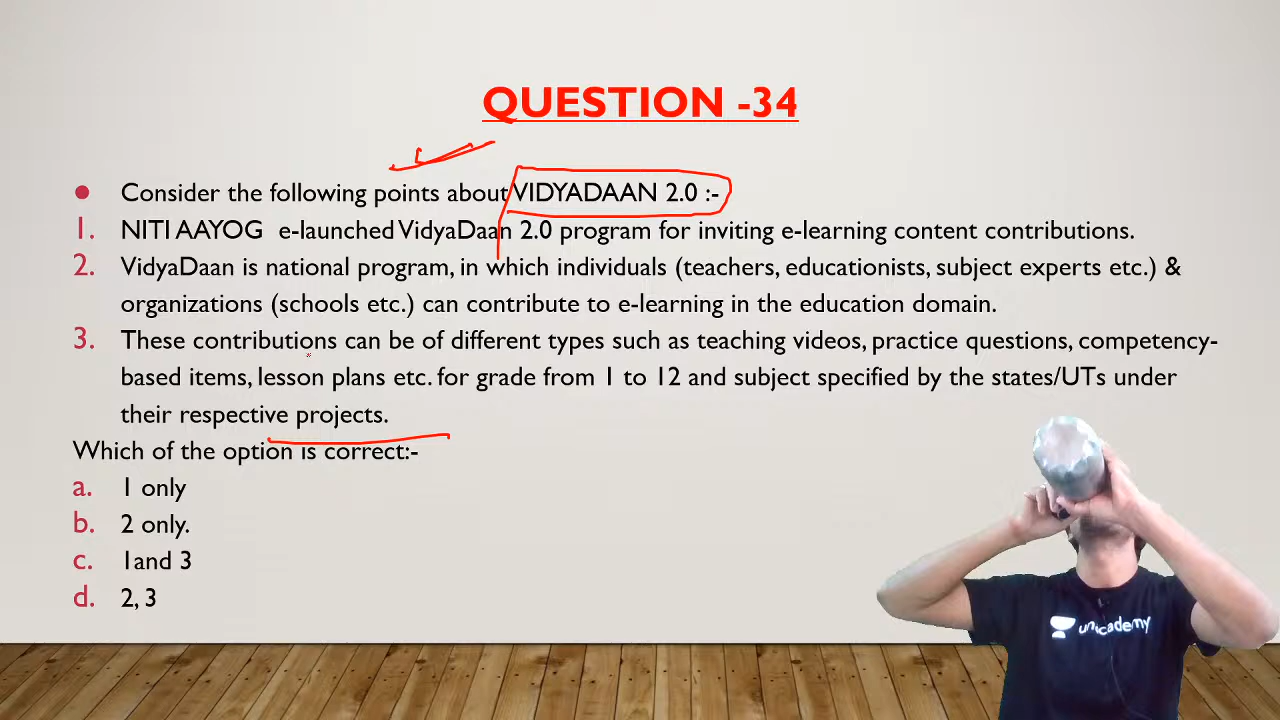 QUESTION -34
Consider the following points about VIDYADAAN 2.0 :-
1. NITI AAYOG e-launched VidyaDaan 2.0 program for inviting e-learning content contributions.
2. VidyaDaan is national program, in which individuals (teachers, educationists, subject experts etc.) &
organizations (schools etc.) can contribute to e-learning in the education domain.
3. These contributions can be of different types such as teaching videos, practice questions, competency-
based items, lesson plans etc. for grade from 1 to 12 and subject specified by the states/UTs under
their respective projects.
Which of the option is correct:-
a. 1 only
b. 2 only.
c. 1and 3
d. 2, 3
unacademy